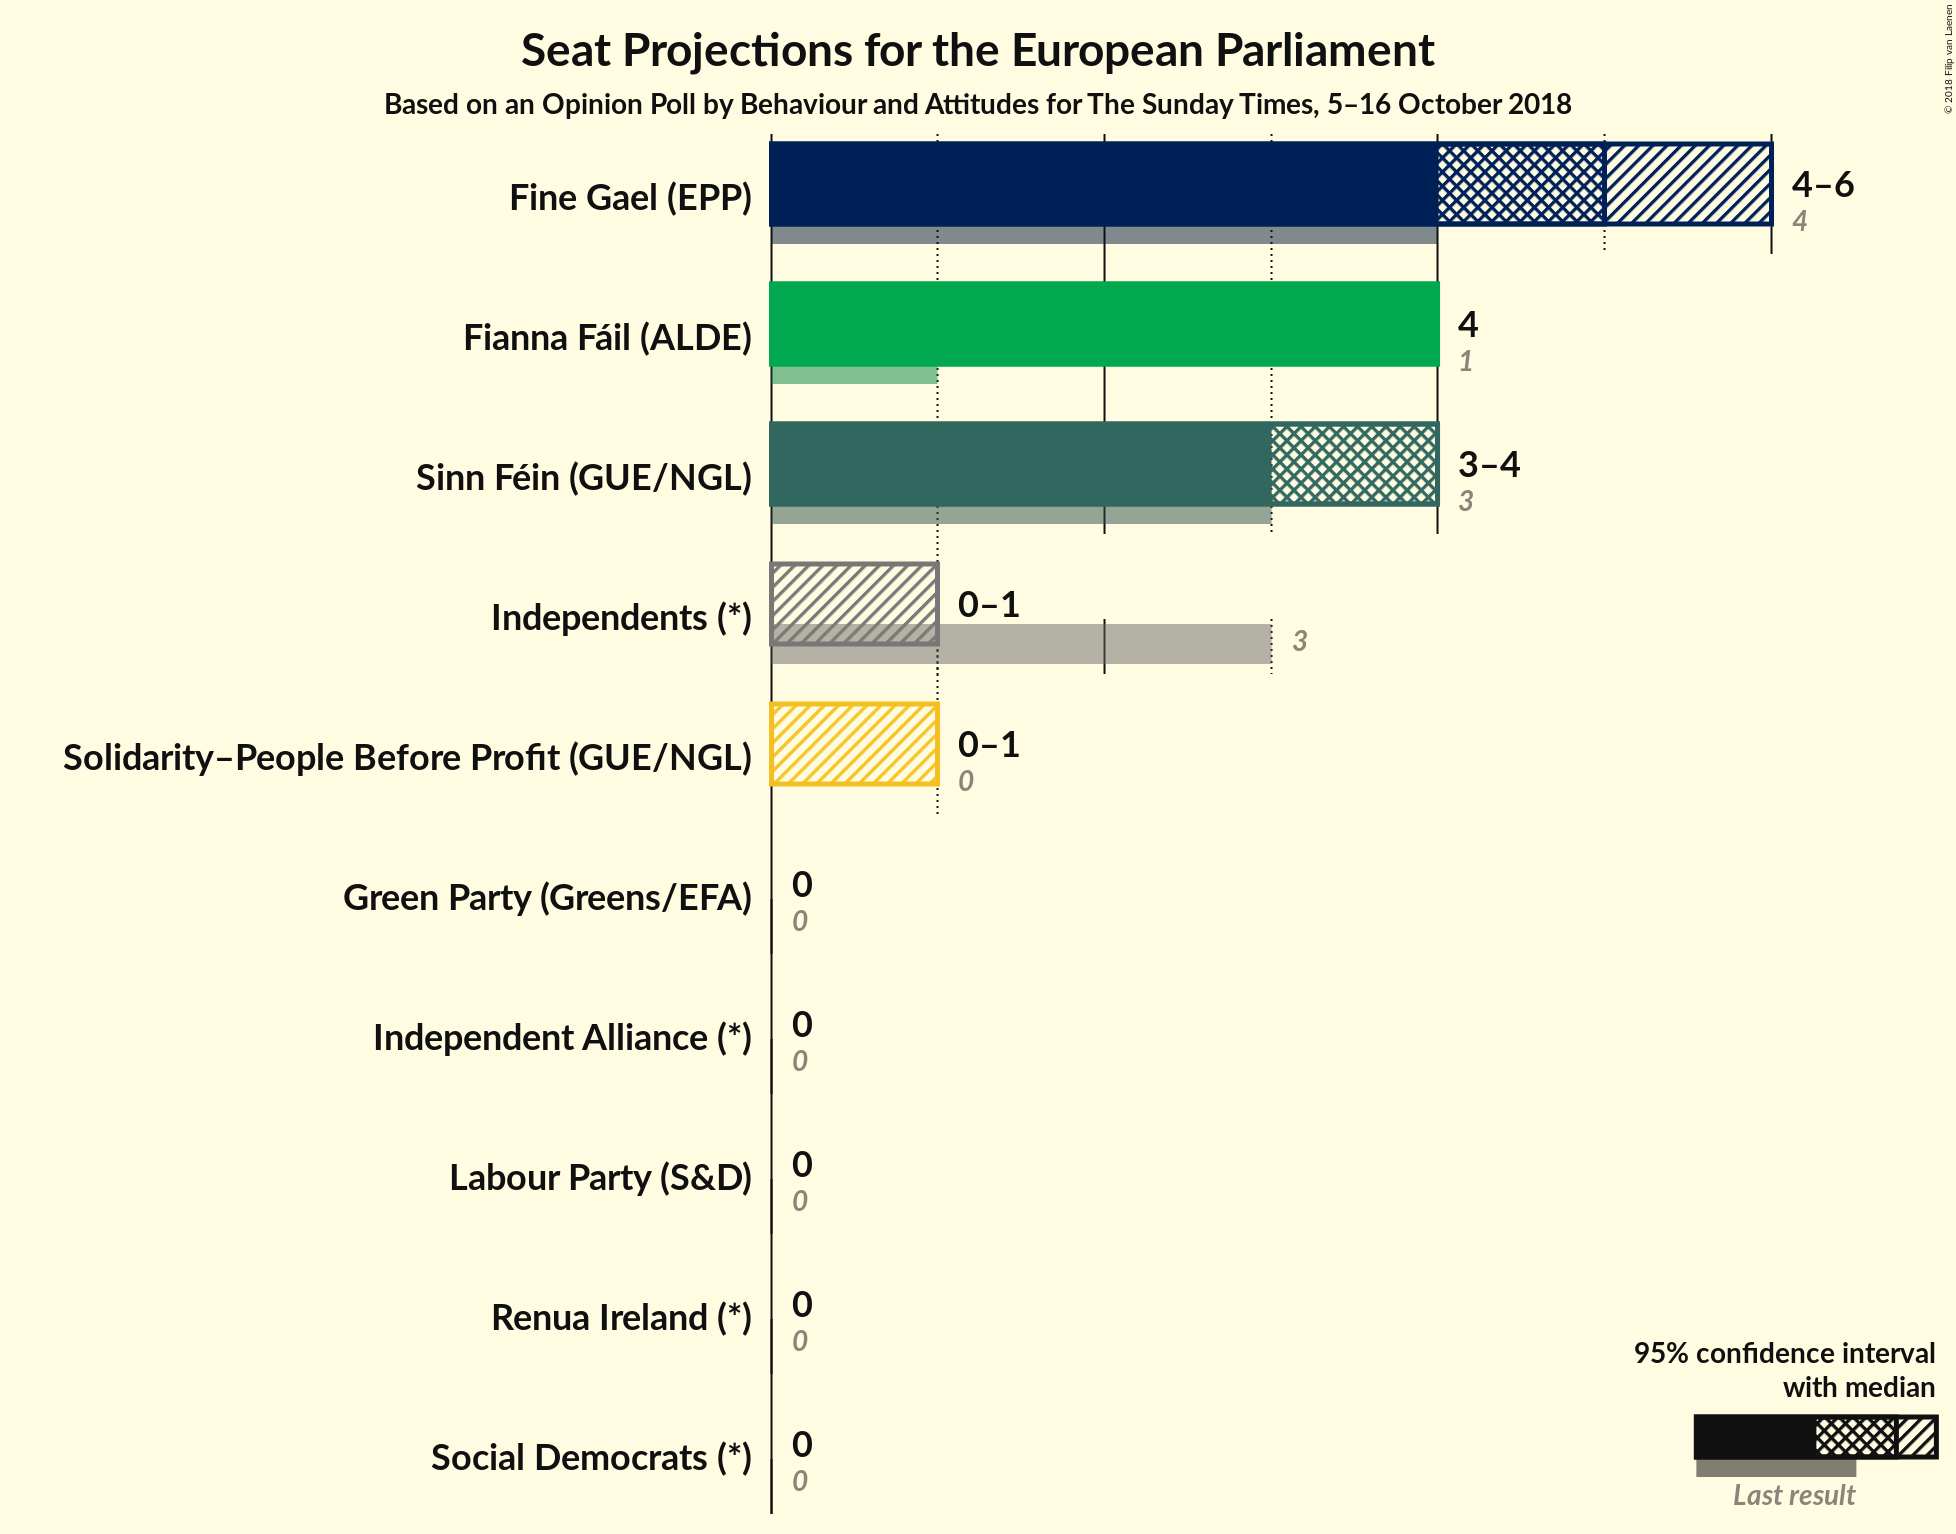 Seat Projections for the European Parliament
Based on an Opinion Poll by Behaviour and Attitudes for The Sunday Times, 5–16 October 2018
© 2018 Filip van Laenen
Fine Gael (EPP)
4–6
4
Fianna Fáil (ALDE)
4
1
Sinn Féin (GUE/NGL)
3–4
3
Independents (*)
0–1
3
Solidarity–People Before Profit (GUE/NGL)
0–1
0
Green Party (Greens/EFA)
0
0
Independent Alliance (*)
0
0
Labour Party (S&D)
0
0
Renua Ireland (*)
0
0
Social Democrats (*)
0
0
95% confidence interval
with median
Last result